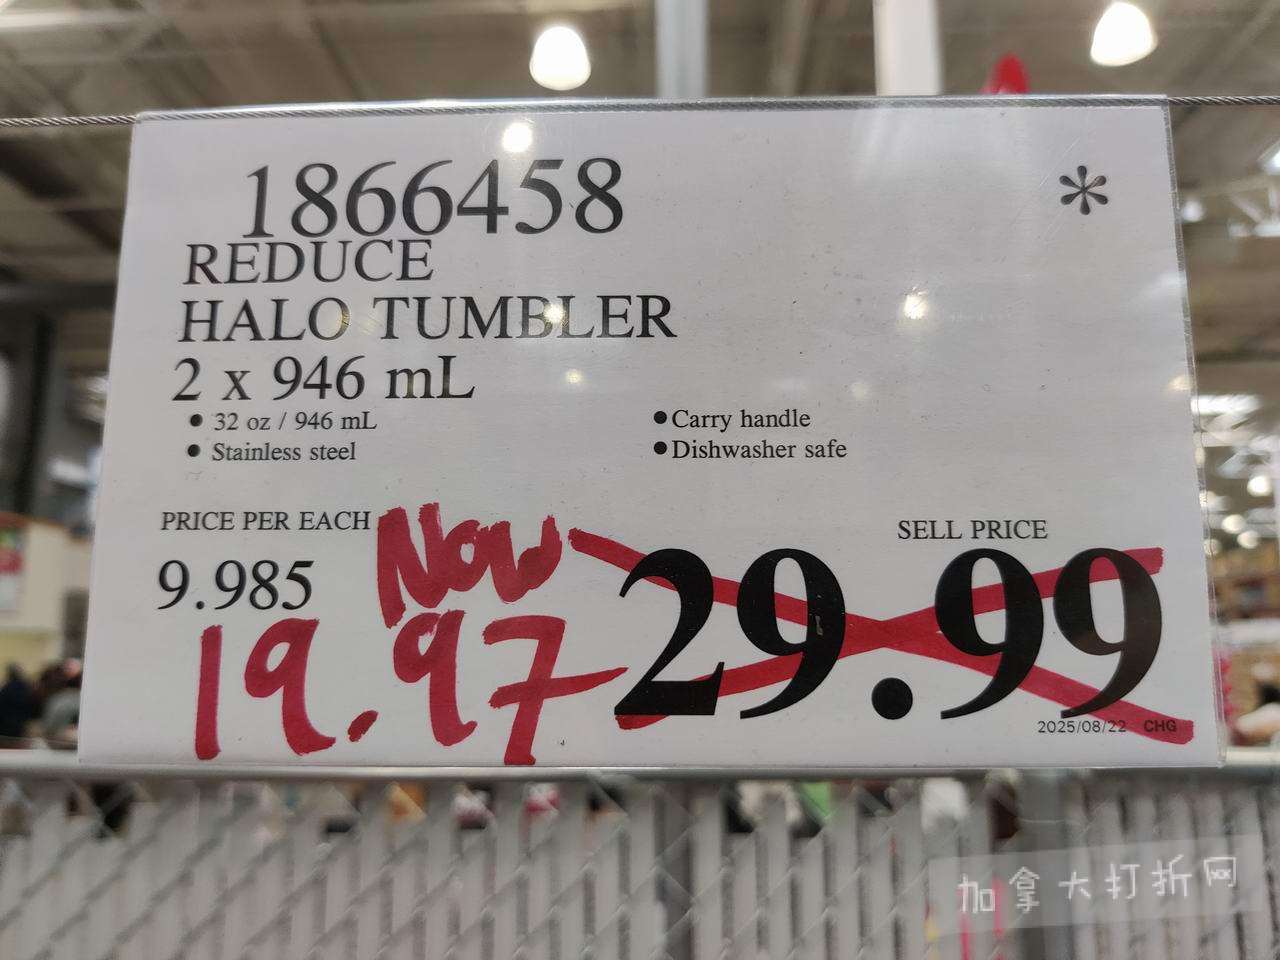 1866458
*
REDUCE
HALO TUMBLER
2 x 946 mL
• 32 oz / 946 mL
• Stainless steel
• Carry handle
• Dishwasher safe
PRICE PER EACH
9.985
Now
19.97
SELL PRICE
29.99
2025/08/22 CHG
加拿大打折网